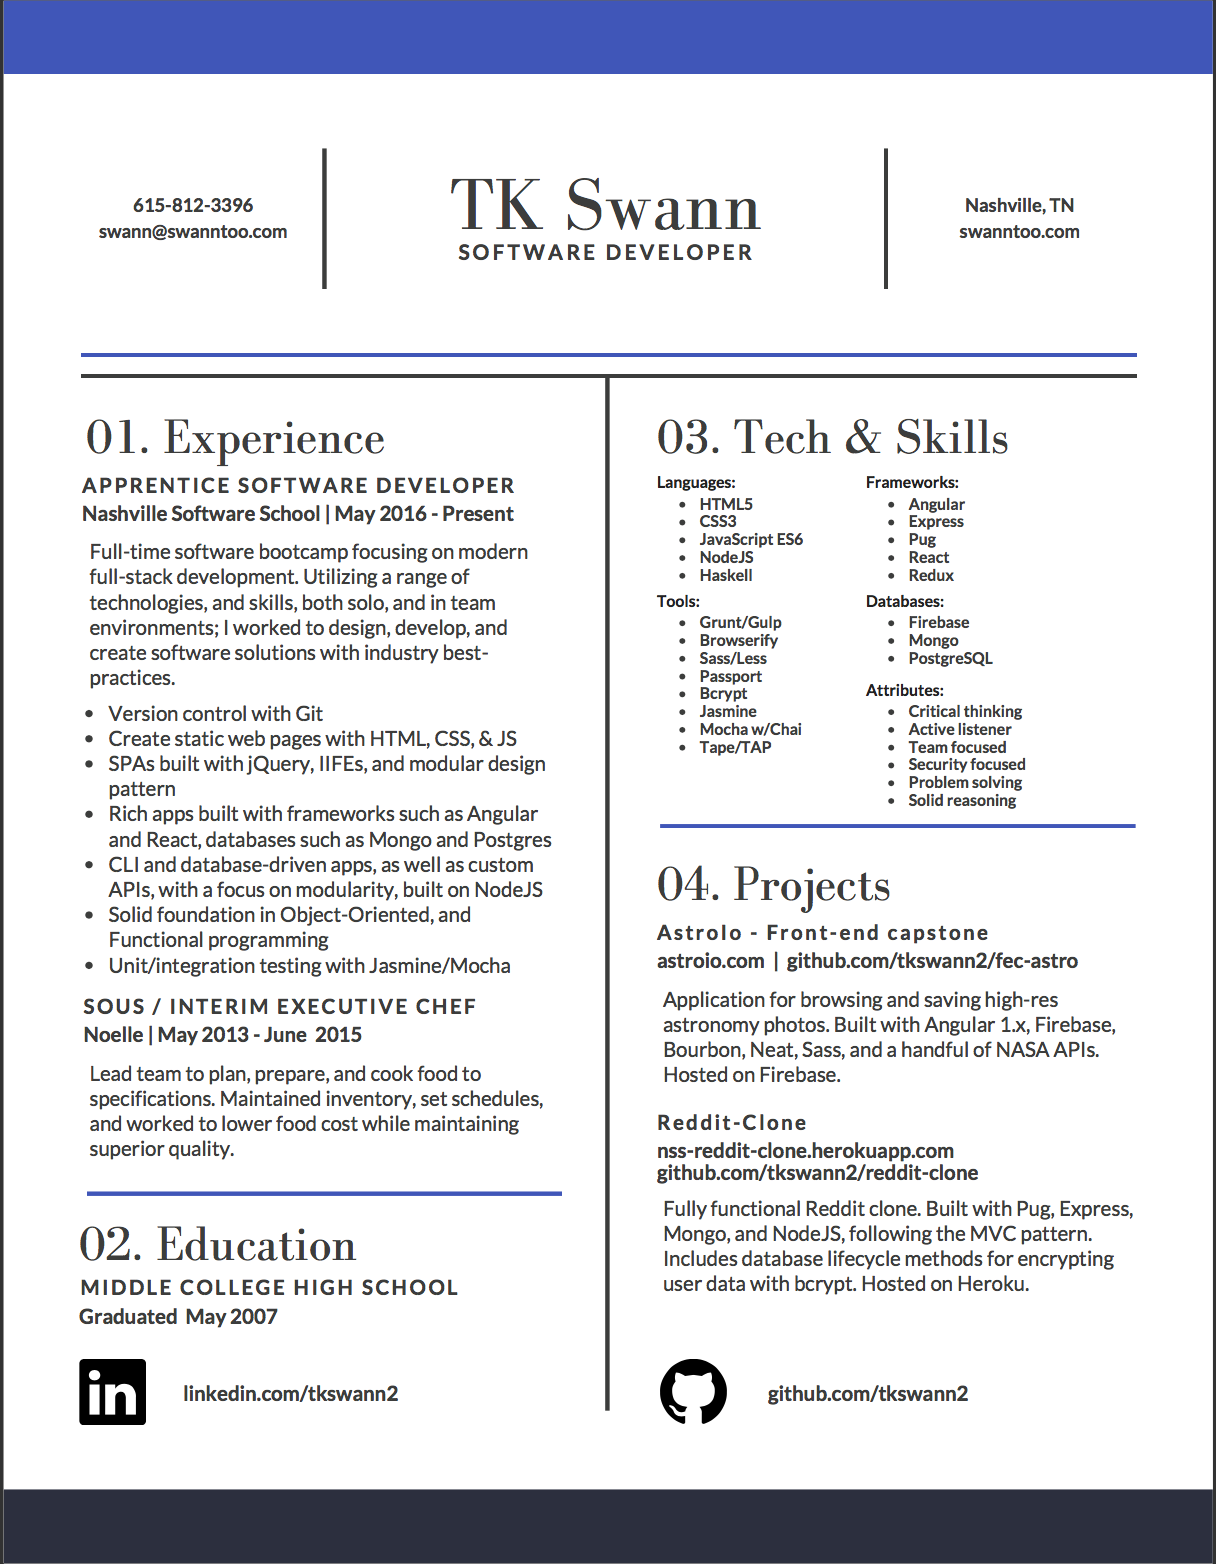 615-812-3396
swann@swanntoo.com
TK Swann
SOFTWARE DEVELOPER
Nashville, TN
swanntoo.com
01. Experience
APPRENTICE SOFTWARE DEVELOPER
Nashville Software School | May 2016 - Present
Full-time software bootcamp focusing on modern
full-stack development. Utilizing a range of
technologies, and skills, both solo, and in team
environments; I worked to design, develop, and
create software solutions with industry best-
practices.
• Version control with Git
• Create static web pages with HTML, CSS, & JS
• SPAs built with jQuery, IIFEs, and modular design
pattern
• Rich apps built with frameworks such as Angular
and React, databases such as Mongo and Postgres
• CLI and database-driven apps, as well as custom
APIs, with a focus on modularity, built on NodeJS
• Solid foundation in Object-Oriented, and
Functional programming
• Unit/integration testing with Jasmine/Mocha
SOUS / INTERIM EXECUTIVE CHEF
Noelle | May 2013 - June 2015
Lead team to plan, prepare, and cook food to
specifications. Maintained inventory, set schedules,
and worked to lower food cost while maintaining
superior quality.
02. Education
MIDDLE COLLEGE HIGH SCHOOL
Graduated May 2007
in
linkedin.com/tkswann2
03. Tech & Skills
Languages:
• HTML5
• CSS3
• JavaScript ES6
• NodeJS
• Haskell
Tools:
• Grunt/Gulp
• Browserify
• Sass/Less
• Passport
• Bcrypt
• Jasmine
• Mocha w/Chai
• Tape/TAP
Frameworks:
• Angular
• Express
• Pug
• React
• Redux
Databases:
• Firebase
• Mongo
• PostgreSQL
Attributes:
• Critical thinking
• Active listener
• Team focused
• Security focused
• Problem solving
• Solid reasoning
04. Projects
AstroIo - Front-end capstone
astroio.com | github.com/tkswann2/fec-astro
Application for browsing and saving high-res
astronomy photos. Built with Angular 1.x, Firebase,
Bourbon, Neat, Sass, and a handful of NASA APIs.
Hosted on Firebase.
Reddit-Clone
nss-reddit-clone.herokuapp.com
github.com/tkswann2/reddit-clone
Fully functional Reddit clone. Built with Pug, Express,
Mongo, and NodeJS, following the MVC pattern.
Includes database lifecycle methods for encrypting
user data with bcrypt. Hosted on Heroku.
github.com/tkswann2